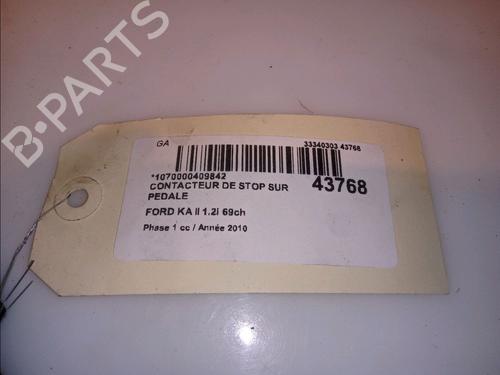 B-PARTS
GA 33340303 43768
*1070000409842
CONTACTEUR DE STOP SUR 43768
PEDALE
FORD KA II 1.2i 69ch
Phase 1 cc / Année 2010